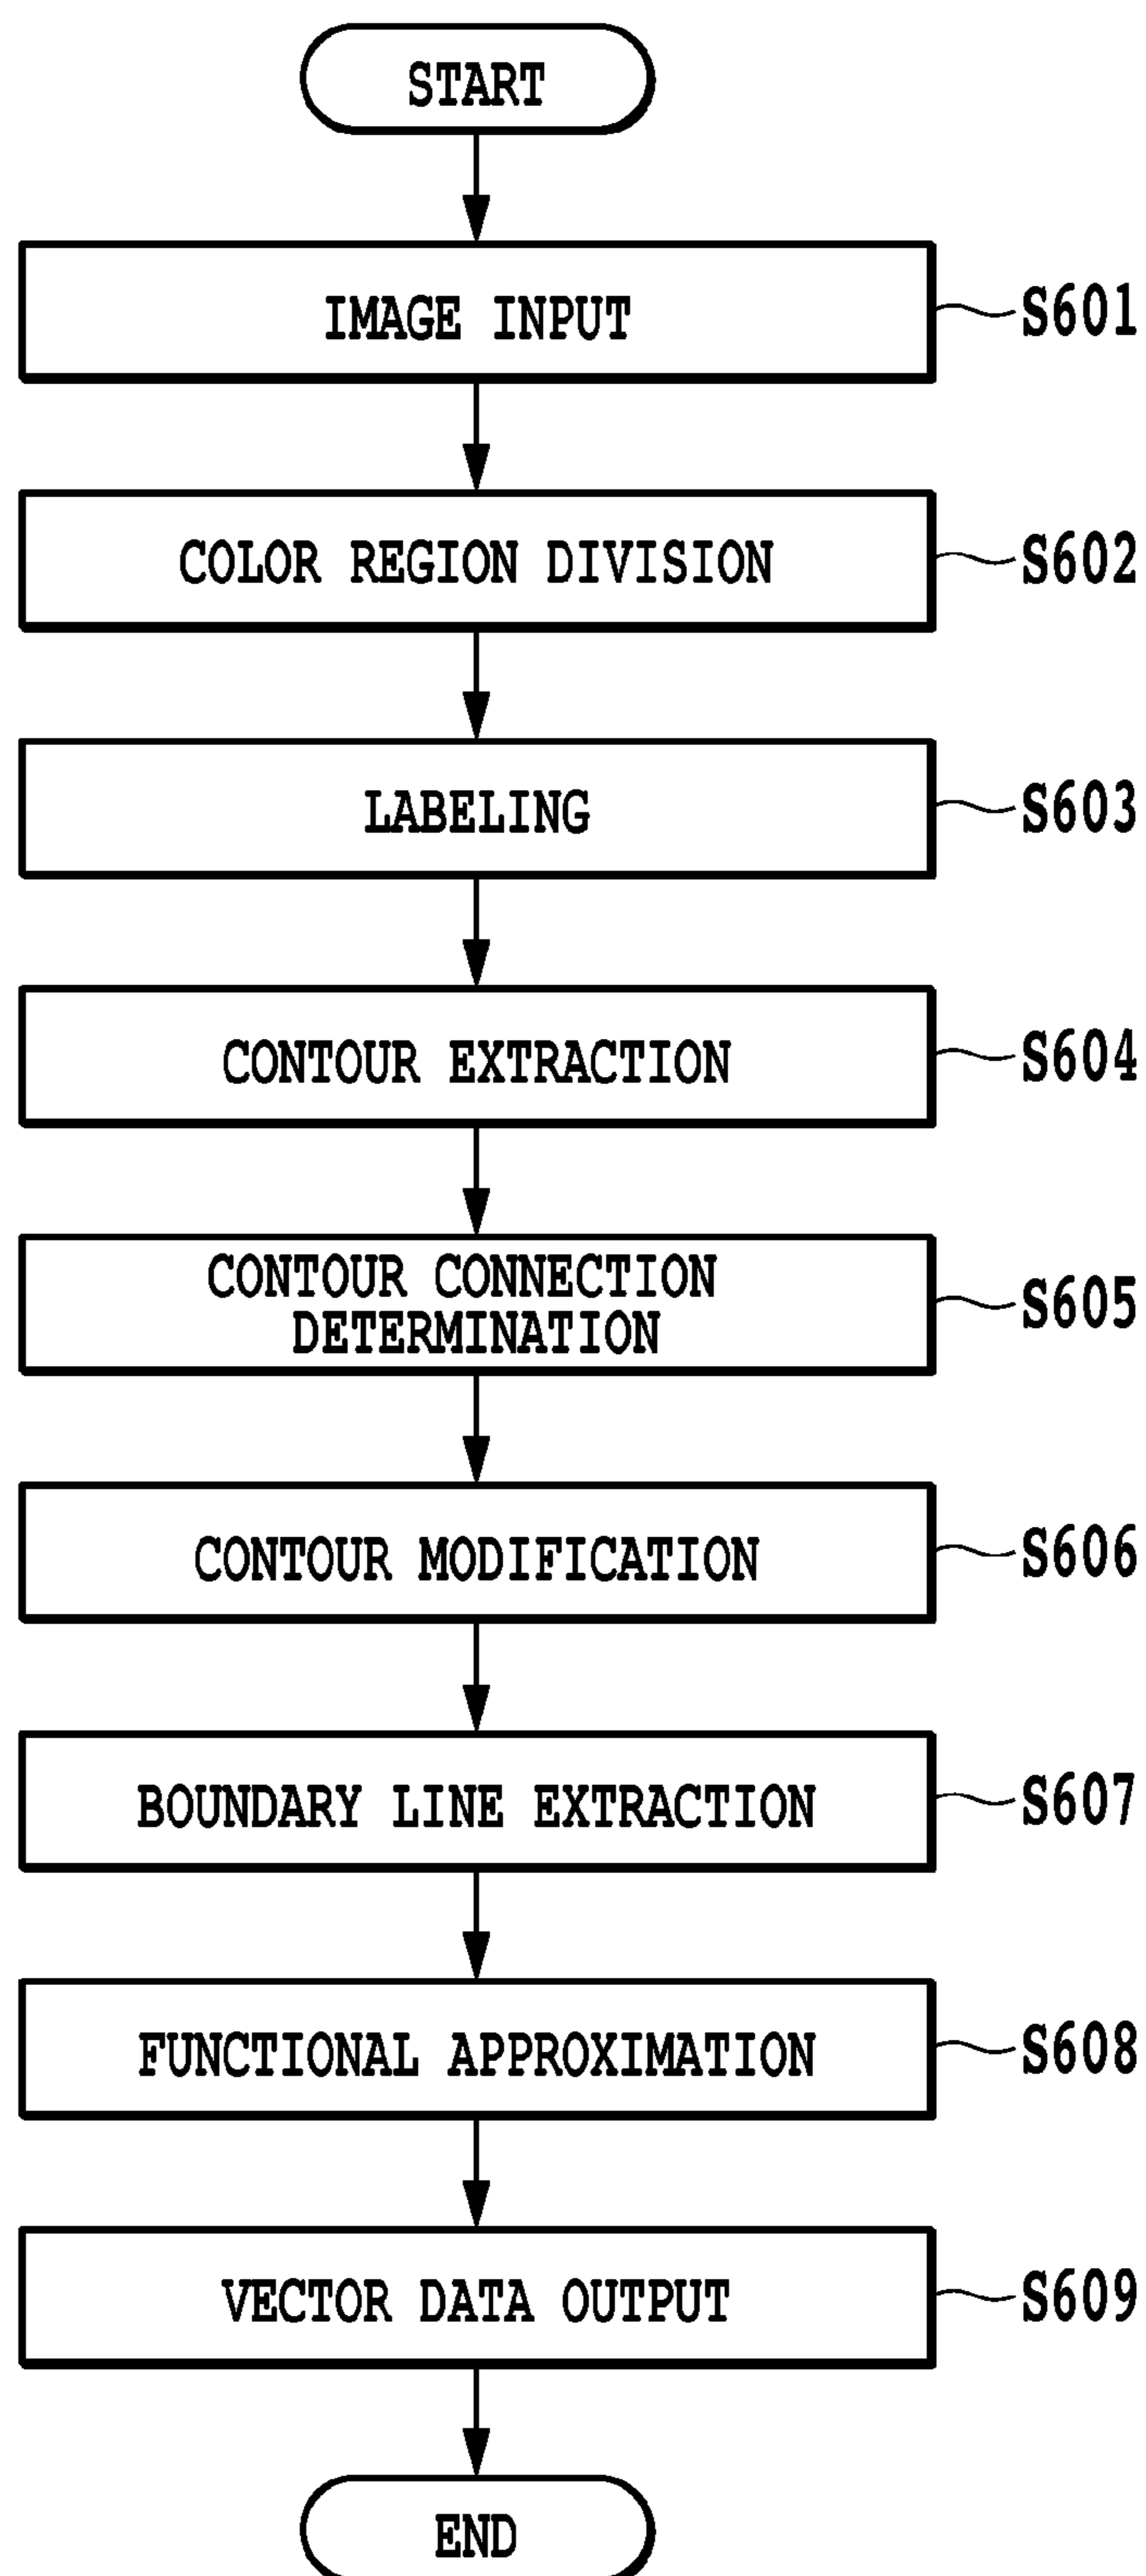 START
IMAGE INPUT
S601
COLOR REGION DIVISION
S602
LABELING
S603
CONTOUR EXTRACTION
S604
CONTOUR CONNECTION
DETERMINATION
S605
CONTOUR MODIFICATION
S606
BOUNDARY LINE EXTRACTION
S607
FUNCTIONAL APPROXIMATION
S608
VECTOR DATA OUTPUT
S609
END